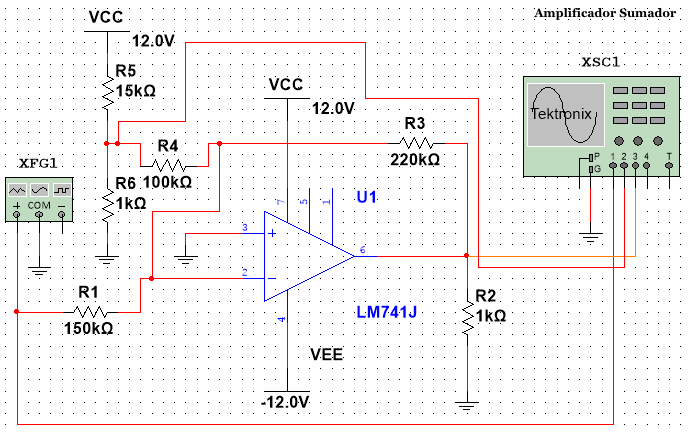 Amplificador Sumador
VCC
12.0V
R5
15kΩ
VCC
12.0V
XSC1
Tektronix
P
G
1 2 3 4
T
R3
220kΩ
R4
100kΩ
XFG1
+ COM −
R6
1kΩ
U1
7
5
1
3
+
6
2
−
4
R1
150kΩ
LM741J
R2
1kΩ
VEE
-12.0V